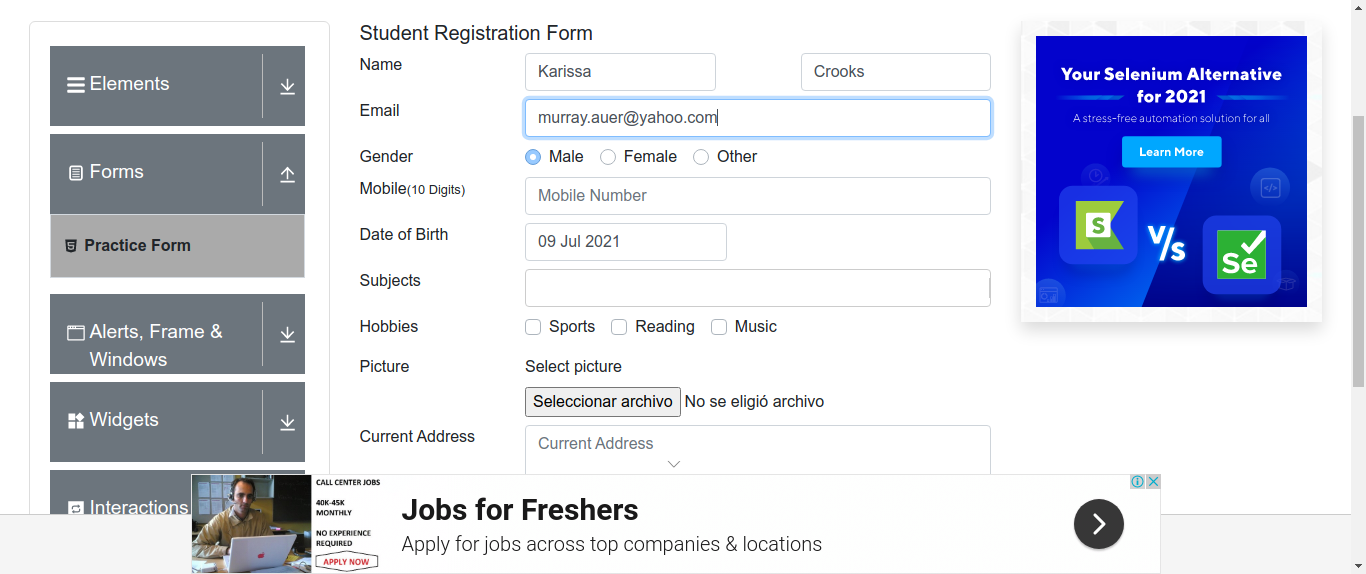 Elements
Forms
Practice Form
Alerts, Frame &
Windows
Widgets
Interactions
Student Registration Form
Name
Karissa
Crooks
Email
murray.auer@yahoo.com
Gender
Male
Female
Other
Mobile(10 Digits)
Mobile Number
Date of Birth
09 Jul 2021
Subjects
Hobbies
Sports
Reading
Music
Picture
Select picture
Seleccionar archivo No se eligió archivo
Current Address
Current Address
Your Selenium Alternative
for 2021
A stress-free automation solution for all
Learn More
S
V/s
Se
CALL CENTER JOBS
40K-45K
MONTHLY
NO EXPERIENCE
REQUIRED
APPLY NOW
Jobs for Freshers
Apply for jobs across top companies & locations